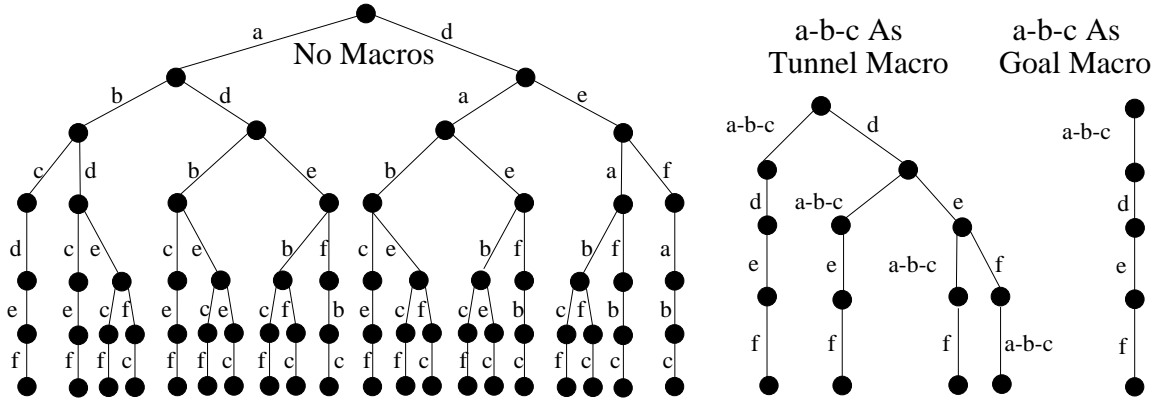 No Macros
a d
b d a e
c d b e b e a f
d c e c e b f c e b f b f a
e e c f e c e c f b e c f c e b c f b b
f f f c f f c f c c f f c f c c f c c c
a-b-c As
Tunnel Macro
a-b-c d
d a-b-c e
e e a-b-c f
f f f a-b-c
a-b-c As
Goal Macro
a-b-c
d
e
f